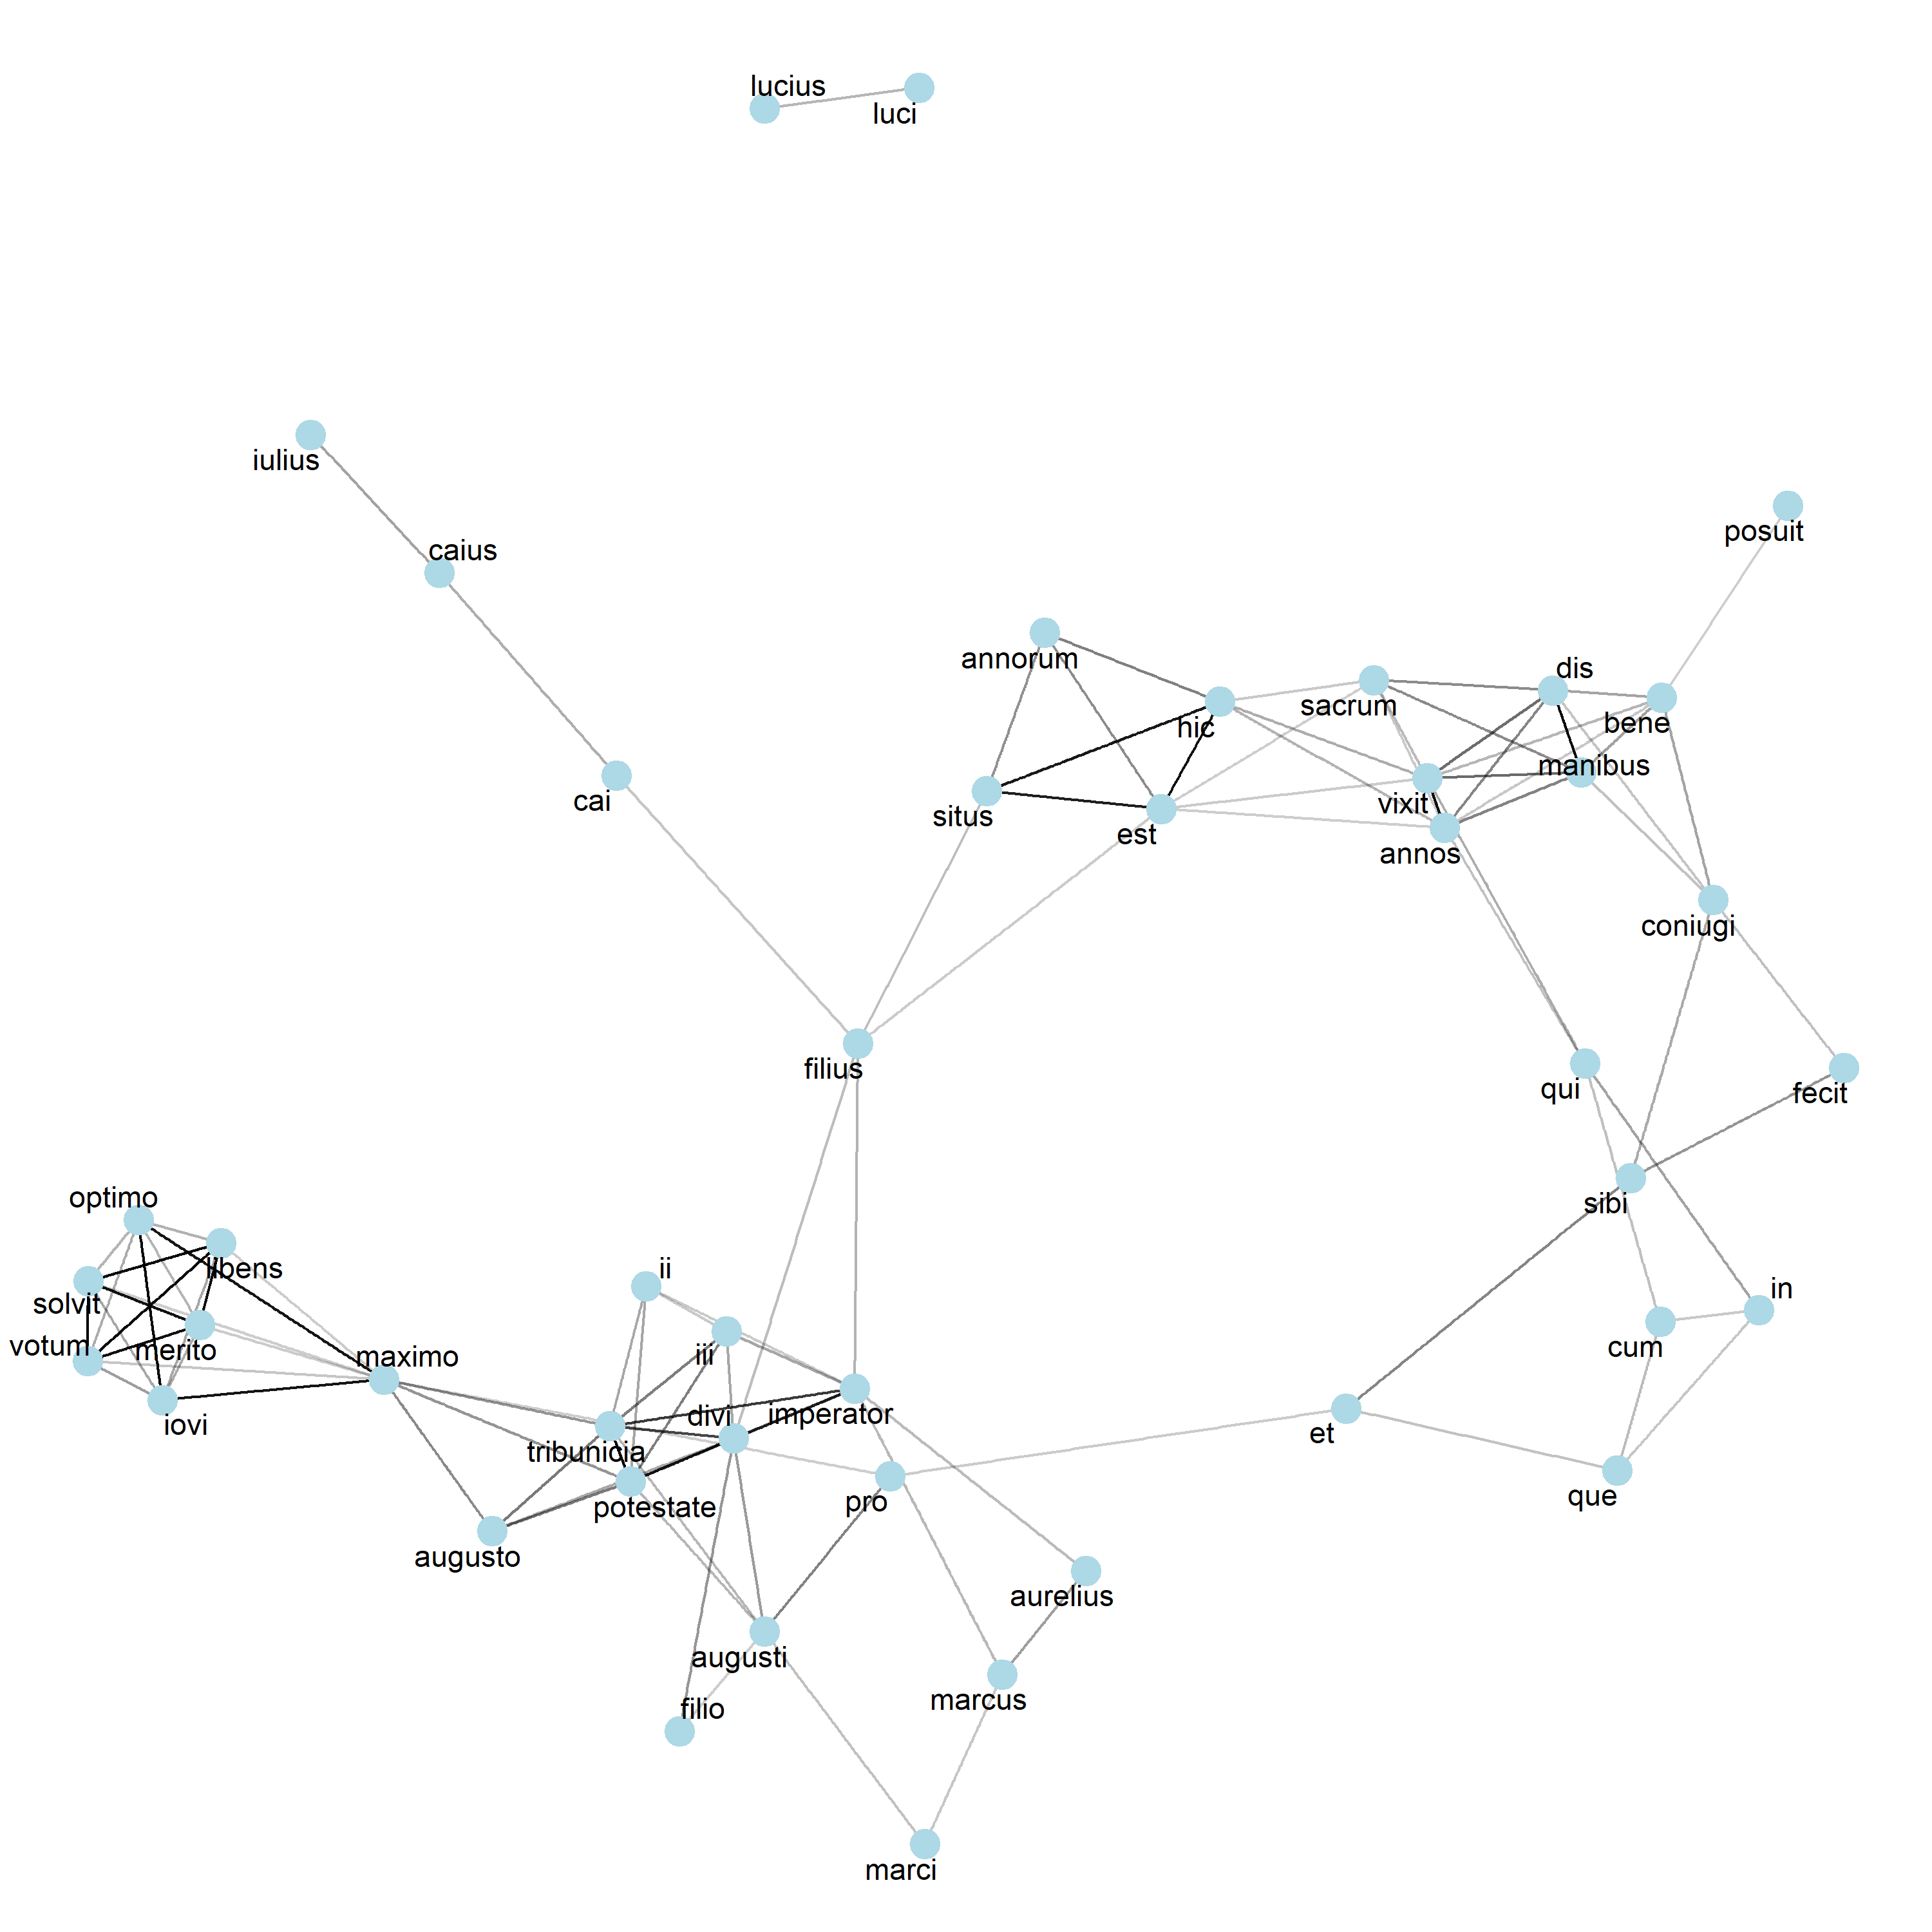 lucius
luci
iulius
caius
posuit
annorum
dis
sacrum
bene
hic
manibus
cai
vixit
situs
est
annos
coniugi
filius
qui
fecit
optimo
sibi
libens
ii
in
solvit
votum
merito
cum
iii
maximo
divi
imperator
iovi
et
tribunicia
que
pro
potestate
augusto
aurelius
augusti
marcus
filio
marci